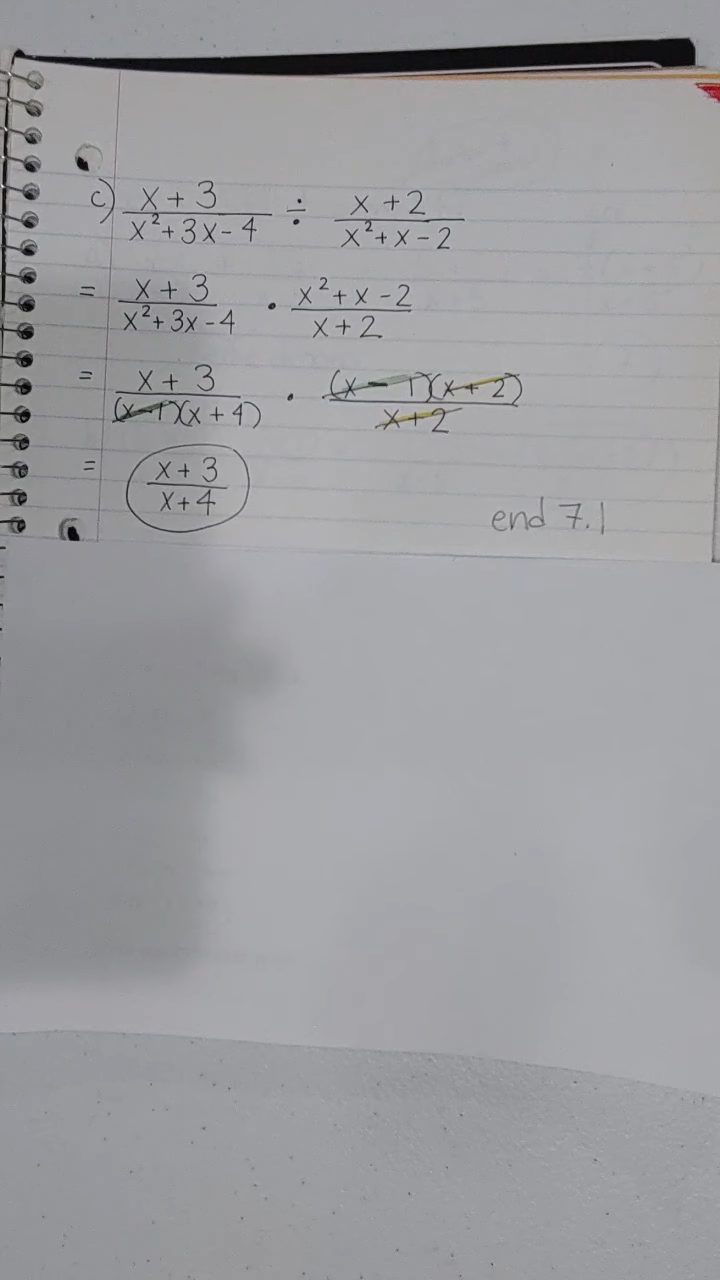 c) x + 3 / x² + 3x - 4 ÷ x + 2 / x² + x - 2
= x + 3 / x² + 3x - 4 · x² + x - 2 / x + 2
= x + 3 / (x - 1)(x + 4) · (x - 1)(x + 2) / x + 2
= x + 3 / x + 4
end 7.1